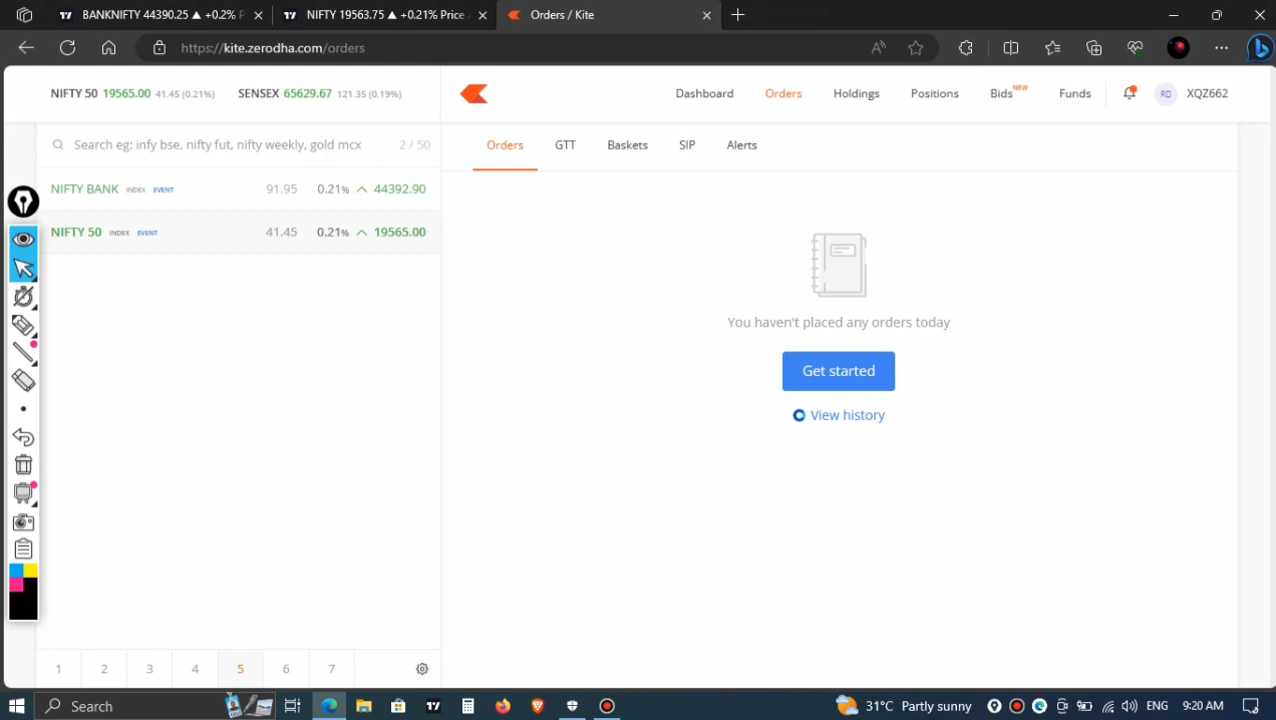 BANKNIFTY 44390.25 ▲ +0.2% P
NIFTY 19563.75 ▲ +0.21% Price
Orders / Kite
https://kite.zerodha.com/orders
NIFTY 50 19565.00 41.45 (0.21%) SENSEX 65629.67 121.35 (0.19%)
Dashboard Orders Holdings Positions Bids NEW Funds RD XQZ662
Search eg: infy bse, nifty fut, nifty weekly, gold mcx 2 / 50
Orders GTT Baskets SIP Alerts
NIFTY BANK INDEX EVENT 91.95 0.21% 44392.90
NIFTY 50 INDEX EVENT 41.45 0.21% 19565.00
You haven't placed any orders today
Get started
View history
1 2 3 4 5 6 7
Search
31°C Partly sunny ENG 9:20 AM